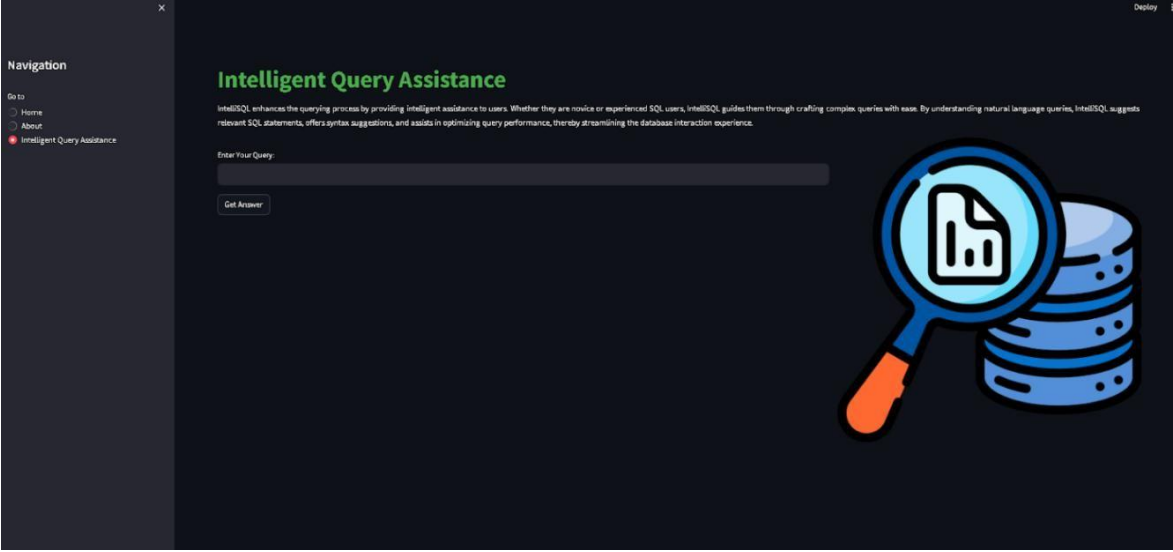 Deploy
Navigation
Go to
Home
About
Intelligent Query Assistance
Intelligent Query Assistance
IntelliSQL enhances the querying process by providing intelligent assistance to users. Whether they are novice or experienced SQL users, IntelliSQL guides them through crafting complex queries with ease. By understanding natural language queries, IntelliSQL suggests
relevant SQL statements, offers syntax suggestions, and assists in optimizing query performance, thereby streamlining the database interaction experience.
Enter Your Query:
Get Answer